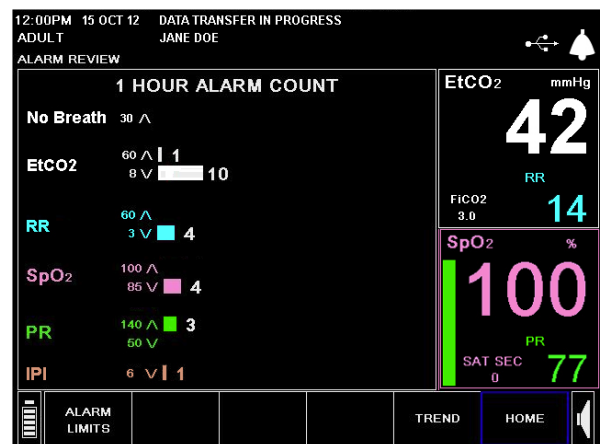 12:00PM 15 OCT 12 DATA TRANSFER IN PROGRESS
ADULT JANE DOE
ALARM REVIEW
1 HOUR ALARM COUNT
No Breath 30 Λ
EtCO2 60 Λ 1
8 V 10
RR 60 Λ
3 V 4
SpO2 100 Λ
85 V 4
PR 140 Λ 3
50 V
IPI 6 V 1
EtCO2 mmHg
42
RR
FiCO2
3.0 14
SpO2 %
100
PR
SAT SEC
0 77
ALARM
LIMITS
TREND
HOME